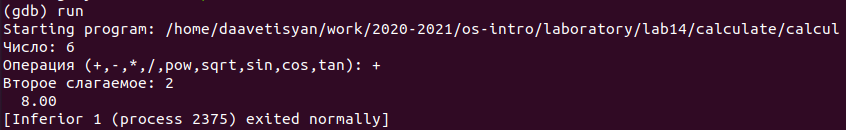 (gdb) run
Starting program: /home/daavetisyan/work/2020-2021/os-intro/laboratory/lab14/calculate/calcul
Число: 6
Операция (+,-,*,/,pow,sqrt,sin,cos,tan): +
Второе слагаемое: 2
  8.00
[Inferior 1 (process 2375) exited normally]